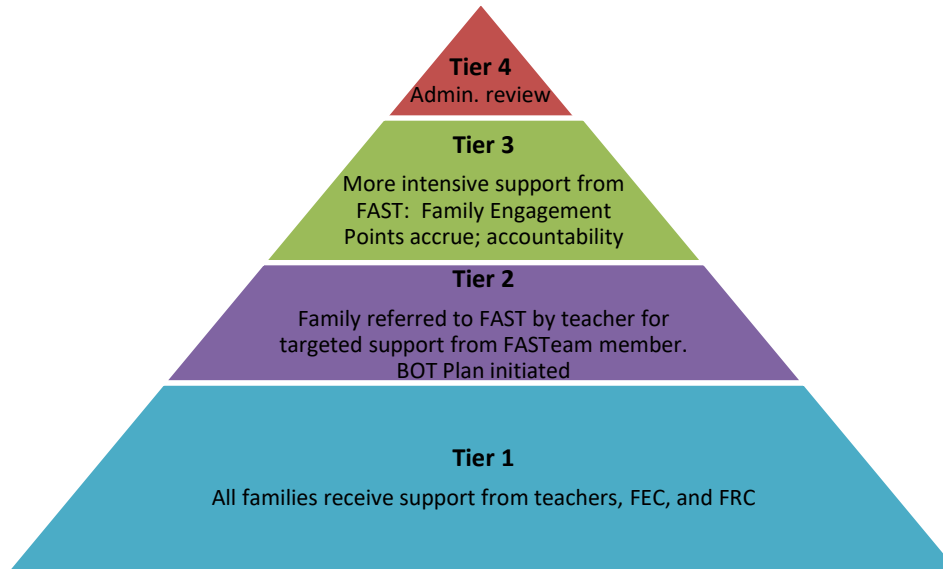 Tier 4
Admin. review
Tier 3
More intensive support from
FAST:  Family Engagement
Points accrue; accountability
Tier 2
Family referred to FAST by teacher for
targeted support from FASTeam member.
BOT Plan initiated
Tier 1
All families receive support from teachers, FEC, and FRC